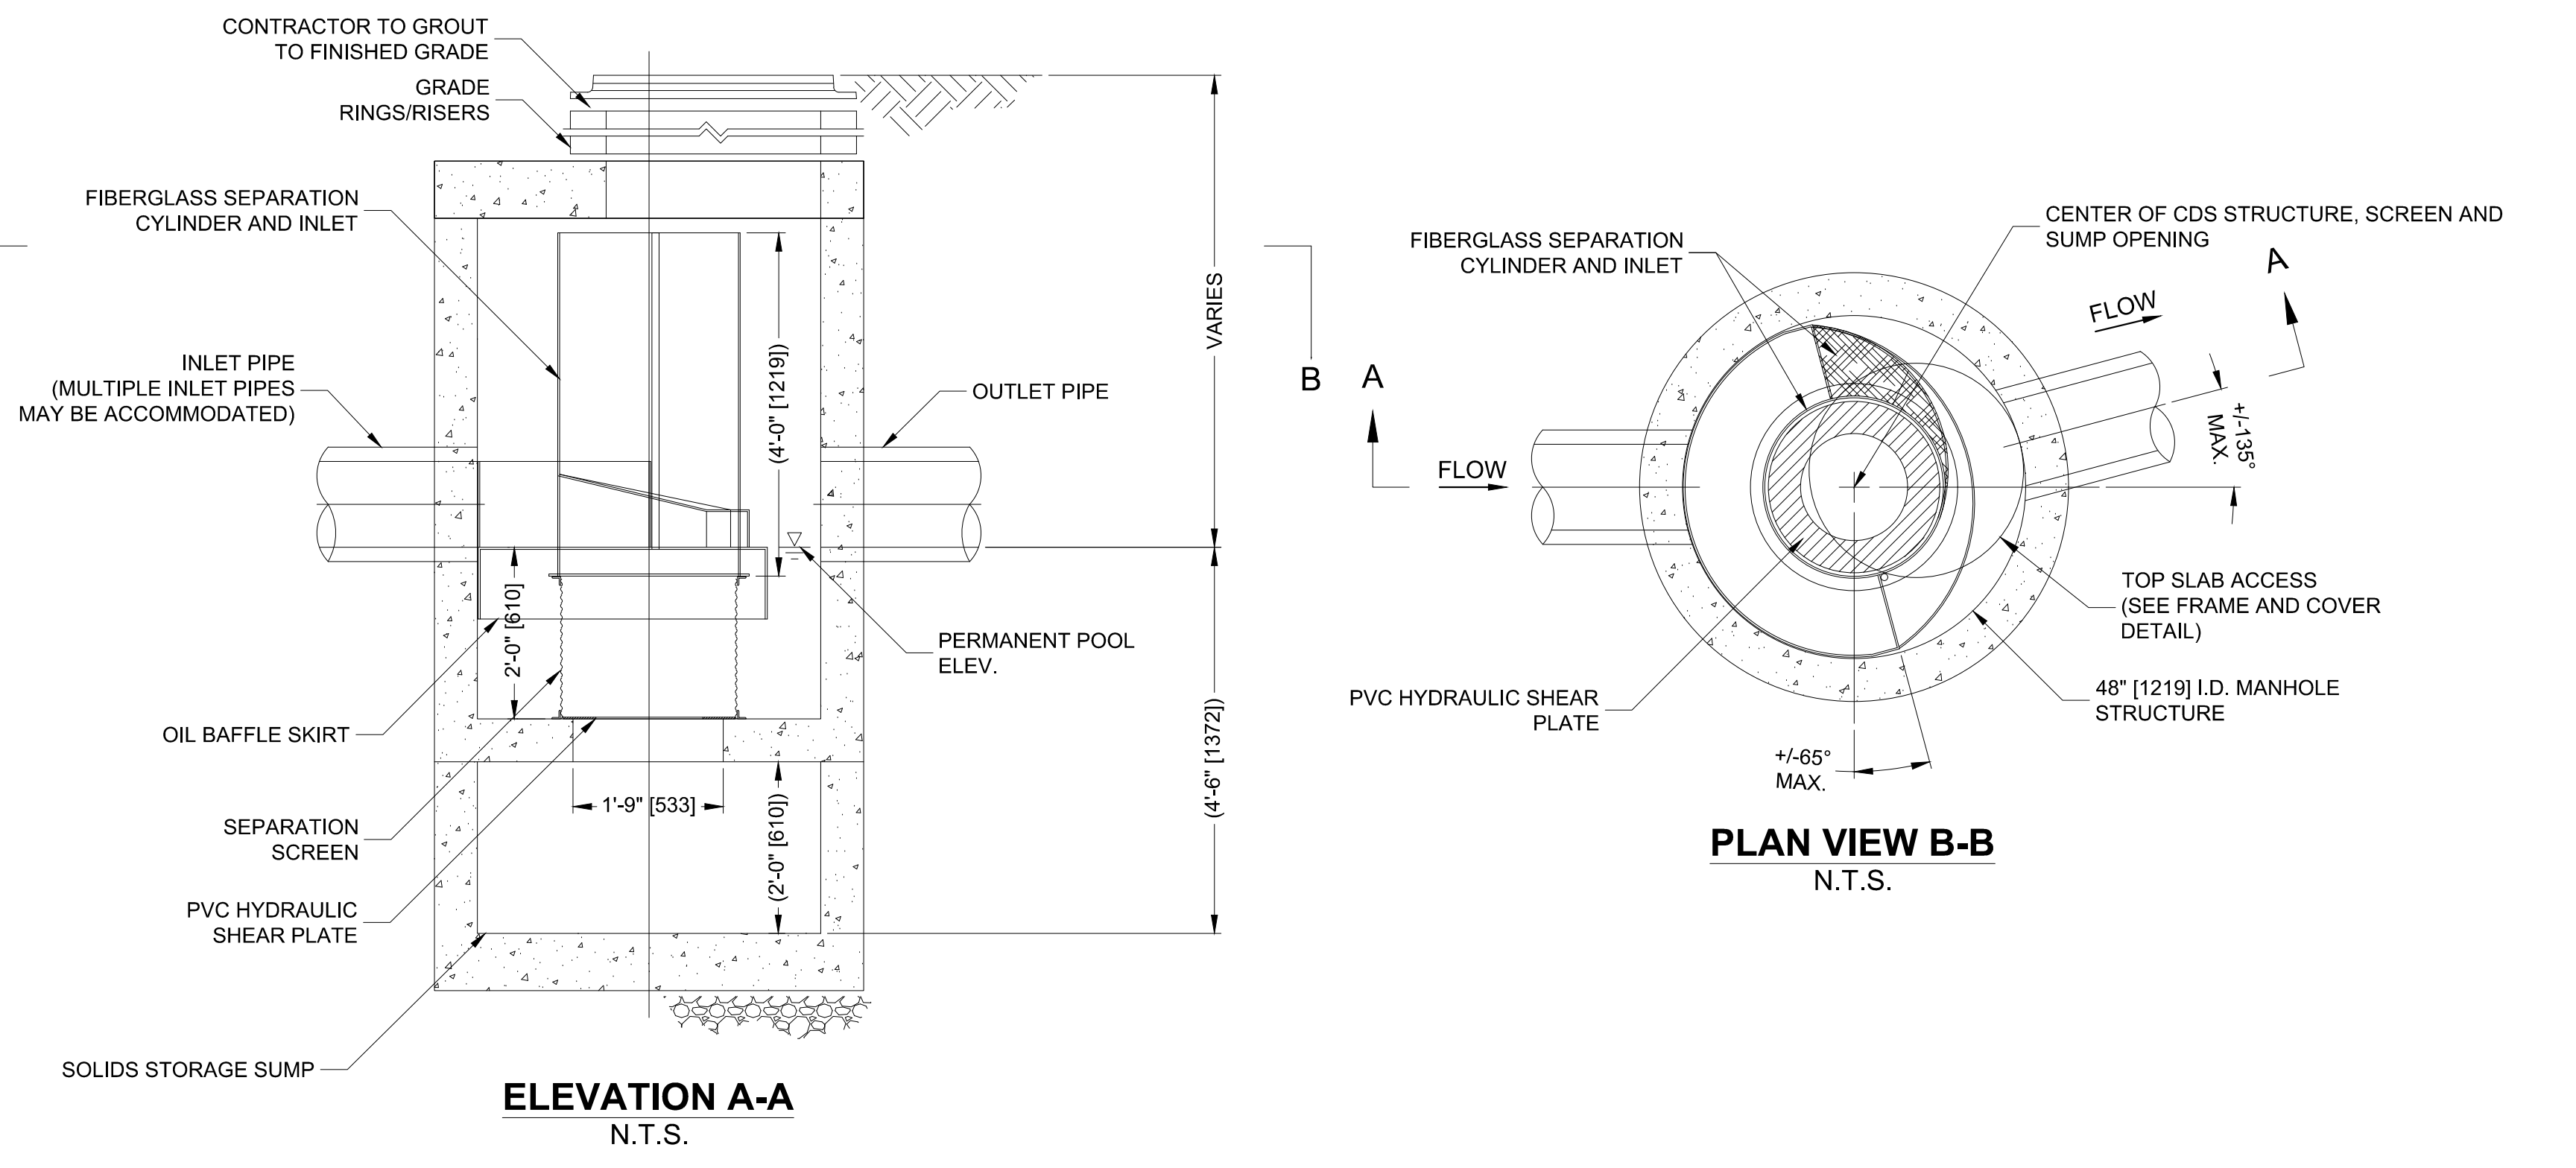 CONTRACTOR TO GROUT
TO FINISHED GRADE
GRADE
RINGS/RISERS
FIBERGLASS SEPARATION
CYLINDER AND INLET
INLET PIPE
(MULTIPLE INLET PIPES
MAY BE ACCOMMODATED)
OIL BAFFLE SKIRT
SEPARATION
SCREEN
PVC HYDRAULIC
SHEAR PLATE
SOLIDS STORAGE SUMP
(4'-0" [1219])
2'-0" [610]
1'-9" [533]
(2'-0" [610])
OUTLET PIPE
PERMANENT POOL
ELEV.
VARIES
(4'-6" [1372])
B
ELEVATION A-A
N.T.S.
A
FLOW
FIBERGLASS SEPARATION
CYLINDER AND INLET
CENTER OF CDS STRUCTURE, SCREEN AND
SUMP OPENING
A
FLOW
+/-135°
MAX.
TOP SLAB ACCESS
(SEE FRAME AND COVER
DETAIL)
48" [1219] I.D. MANHOLE
STRUCTURE
PVC HYDRAULIC SHEAR
PLATE
+/-65°
MAX.
PLAN VIEW B-B
N.T.S.